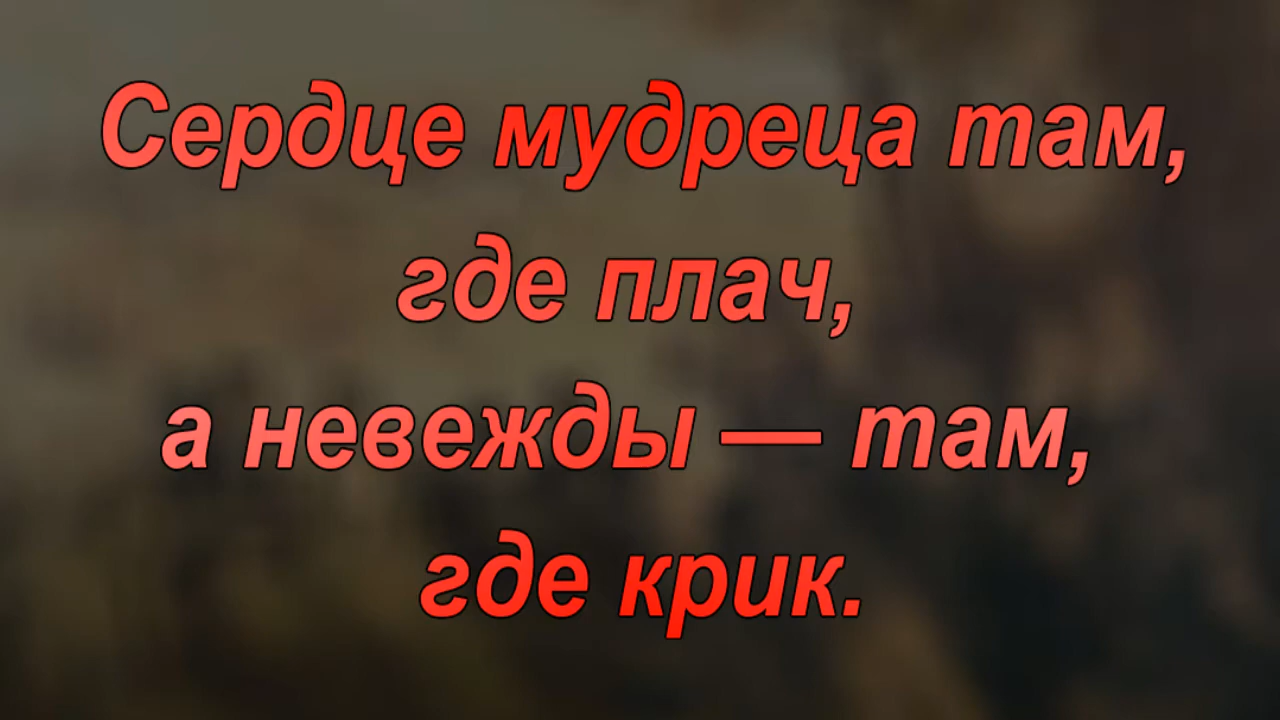 Сердце мудреца там,
где плач,
а невежды — там,
где крик.